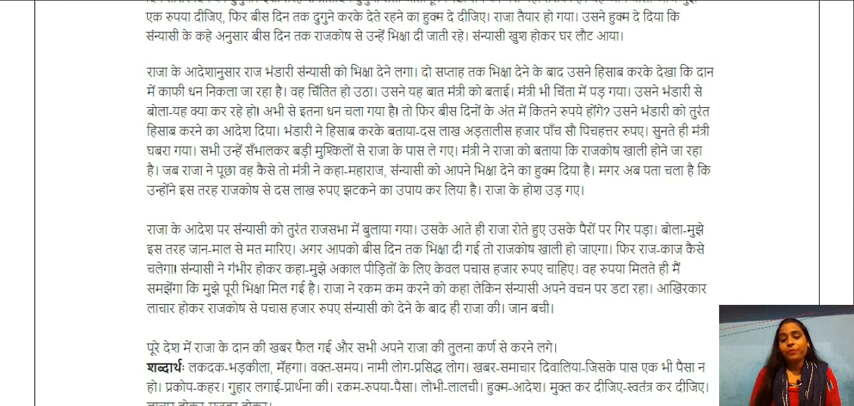 एक रुपया दीजिए, फिर बीस दिन तक दुगुने करके देते रहने का हुक्म दे दीजिए। राजा तैयार हो गया। उसने हुक्म दे दिया कि
संन्यासी के कहे अनुसार बीस दिन तक राजकोष से उन्हें भिक्षा दी जाती रहे। संन्यासी खुश होकर घर लौट आया।
राजा के आदेशानुसार राज भंडारी संन्यासी को भिक्षा देने लगा। दो सप्ताह तक भिक्षा देने के बाद उसने हिसाब करके देखा कि दान
में काफी धन निकला जा रहा है। वह चिंतित हो उठा। उसने यह बात मंत्री को बताई। मंत्री भी चिंता में पड़ गया। उसने भंडारी से
बोला-यह क्या कर रहे हो! अभी से इतना धन चला गया है! तो फिर बीस दिनों के अंत में कितने रुपये होंगे? उसने भंडारी को तुरंत
हिसाब करने का आदेश दिया। भंडारी ने हिसाब करके बताया-दस लाख अड़तालीस हजार पाँच सौ पिचहत्तर रुपए। सुनते ही मंत्री
घबरा गया। सभी उन्हें सँभालकर बड़ी मुश्किलों से राजा के पास ले गए। मंत्री ने राजा को बताया कि राजकोष खाली होने जा रहा
है। जब राजा ने पूछा वह कैसे तो मंत्री ने कहा-महाराज, संन्यासी को आपने भिक्षा देने का हुक्म दिया है। मगर अब पता चला है कि
उन्होंने इस तरह राजकोष से दस लाख रुपए झटकने का उपाय कर लिया है। राजा के होश उड़ गए।
राजा के आदेश पर संन्यासी को तुरंत राजसभा में बुलाया गया। उसके आते ही राजा रोते हुए उसके पैरों पर गिर पड़ा। बोला-मुझे
इस तरह जान-माल से मत मारिए। अगर आपको बीस दिन तक भिक्षा दी गई तो राजकोष खाली हो जाएगा। फिर राज-काज कैसे
चलेगा! संन्यासी ने गंभीर होकर कहा-मुझे अकाल पीड़ितों के लिए केवल पचास हजार रुपए चाहिए। वह रुपया मिलते ही मैं
समझेंगा कि मुझे पूरी भिक्षा मिल गई है। राजा ने रकम कम करने को कहा लेकिन संन्यासी अपने वचन पर डटा रहा। आखिरकार
लाचार होकर राजकोष से पचास हजार रुपए संन्यासी को देने के बाद ही राजा की। जान बची।
पूरे देश में राजा के दान की खबर फैल गई और सभी अपने राजा की तुलना कर्ण से करने लगे।
शब्दार्थः लकदक-भड़कीला, मँहगा। वक्त-समय। नामी लोग-प्रसिद्ध लोग। खबर-समाचार दिवालिया-जिसके पास एक भी पैसा न
हो। प्रकोप-कहर। गुहार लगाई-प्रार्थना की। रकम-रुपया-पैसा। लोभी-लालची। हुक्म-आदेश। मुक्त कर दीजिए-स्वतंत्र कर दीजिए।